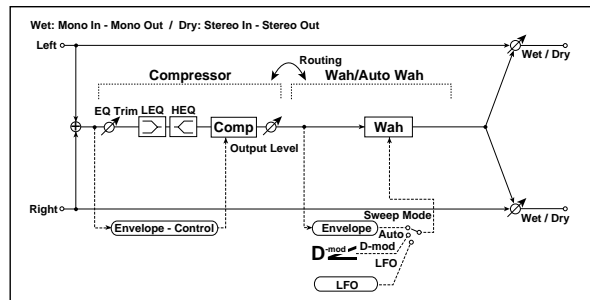 Wet: Mono In - Mono Out / Dry: Stereo In - Stereo Out
Left
Wet / Dry
Routing
Compressor
Wah/Auto Wah
EQ Trim
LEQ
HEQ
Comp
Wah
Output Level
Right
Wet / Dry
Envelope - Control
Envelope
Sweep Mode
Auto
D-mod
D-mod
LFO
LFO